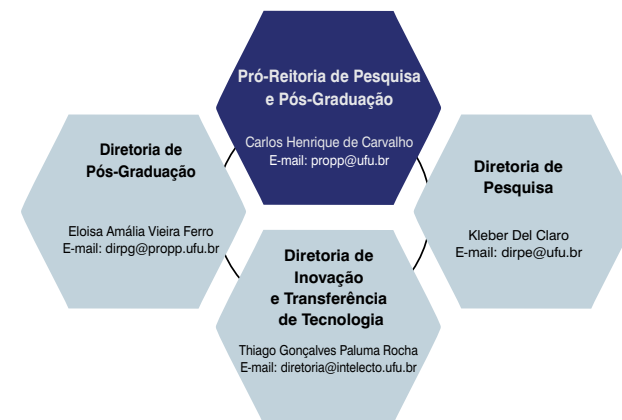 Pró-Reitoria de Pesquisa
e Pós-Graduação
Carlos Henrique de Carvalho
E-mail: propp@ufu.br
Diretoria de
Pós-Graduação
Eloisa Amália Vieira Ferro
E-mail: dirpg@propp.ufu.br
Diretoria de
Pesquisa
Kleber Del Claro
E-mail: dirpe@ufu.br
Diretoria de
Inovação
e Transferência
de Tecnologia
Thiago Gonçalves Paluma Rocha
E-mail: diretoria@intelecto.ufu.br